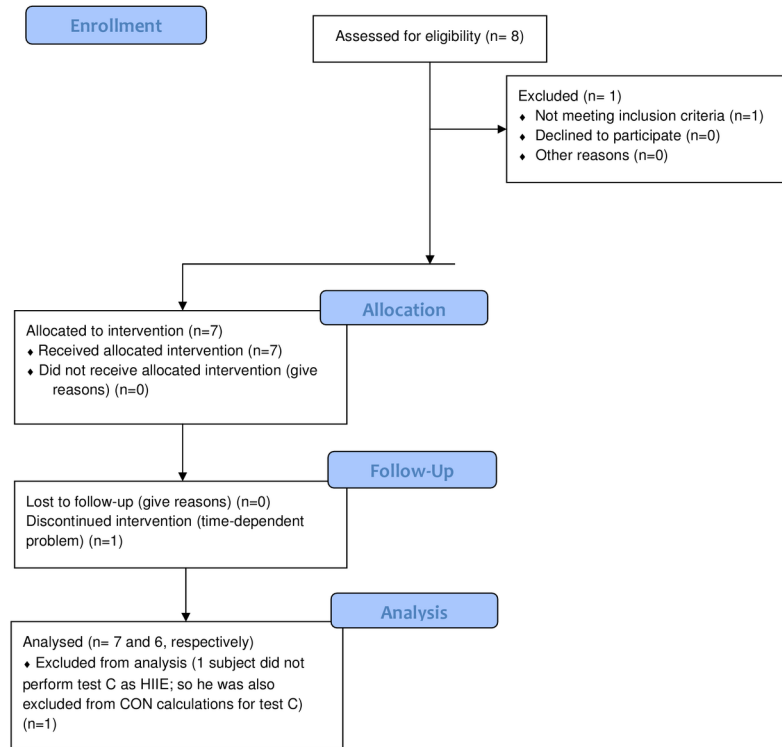 Enrollment
Assessed for eligibility (n= 8)
Excluded (n= 1)
♦ Not meeting inclusion criteria (n=1)
♦ Declined to participate (n=0)
♦ Other reasons (n=0)
Allocation
Allocated to intervention (n=7)
♦ Received allocated intervention (n=7)
♦ Did not receive allocated intervention (give
reasons) (n=0)
Follow-Up
Lost to follow-up (give reasons) (n=0)
Discontinued intervention (time-dependent
problem) (n=1)
Analysis
Analysed (n= 7 and 6, respectively)
♦ Excluded from analysis (1 subject did not
perform test C as HIIE; so he was also
excluded from CON calculations for test C)
(n=1)